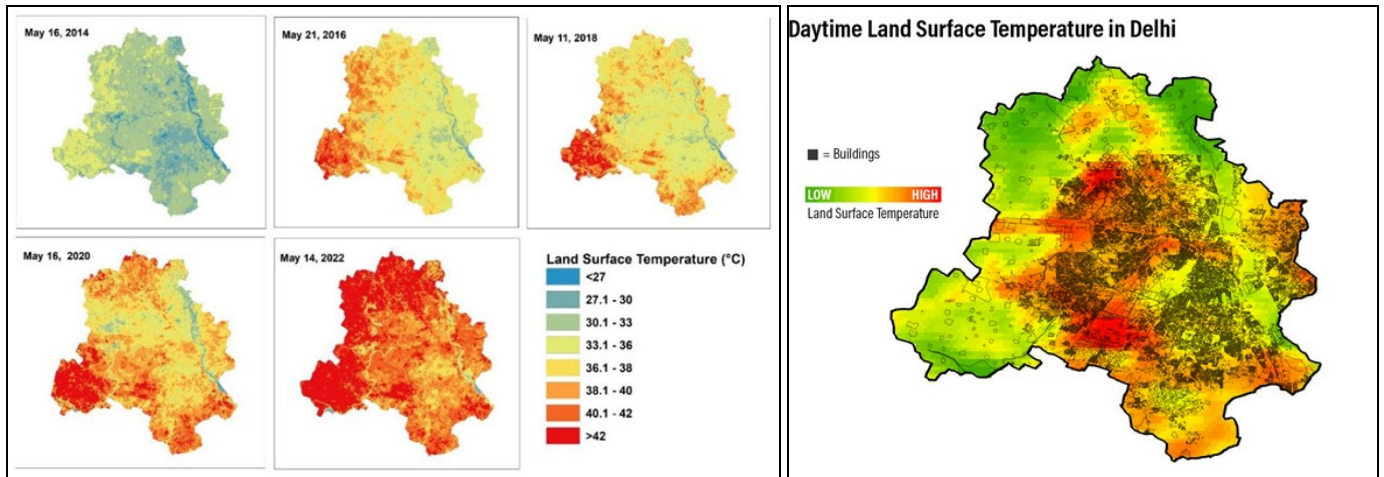 May 16, 2014
May 21, 2016
May 11, 2018
May 16, 2020
May 14, 2022
Land Surface Temperature (°C)
<27
27.1 - 30
30.1 - 33
33.1 - 36
36.1 - 38
38.1 - 40
40.1 - 42
>42
Daytime Land Surface Temperature in Delhi
= Buildings
LOW HIGH
Land Surface Temperature